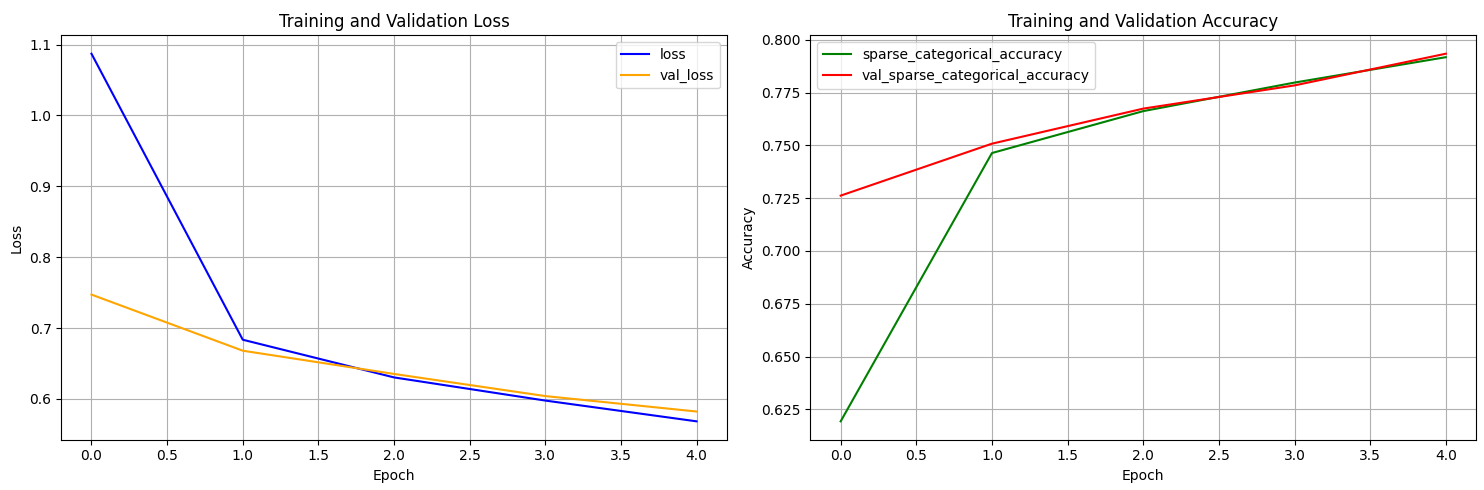 Training and Validation Loss
1.1
1.0
0.9
0.8
0.7
0.6
Loss
loss
val_loss
0.0 0.5 1.0 1.5 2.0 2.5 3.0 3.5 4.0
Epoch
Training and Validation Accuracy
0.800
0.775
0.750
0.725
0.700
0.675
0.650
0.625
Accuracy
sparse_categorical_accuracy
val_sparse_categorical_accuracy
0.0 0.5 1.0 1.5 2.0 2.5 3.0 3.5 4.0
Epoch